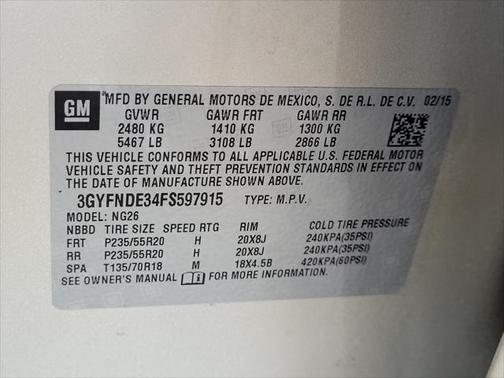 GM
MFD BY GENERAL MOTORS DE MEXICO, S. DE R.L. DE C.V. 02/15
GVWR GAWR FRT GAWR RR
2480 KG 1410 KG 1300 KG
5467 LB 3108 LB 2866 LB
THIS VEHICLE CONFORMS TO ALL APPLICABLE U.S. FEDERAL MOTOR
VEHICLE SAFETY AND THEFT PREVENTION STANDARDS IN EFFECT ON
THE DATE OF MANUFACTURE SHOWN ABOVE.
3GYFNDE34FS597915 TYPE: M.P.V.
MODEL: NG26
NBBD TIRE SIZE SPEED RTG RIM COLD TIRE PRESSURE
FRT P235/55R20 H 20X8J 240KPA(35PSI)
RR P235/55R20 H 20X8J 240KPA(35PSI)
SPA T135/70R18 M 18X4.5B 420KPA(60PSI)
SEE OWNER'S MANUAL i FOR MORE INFORMATION